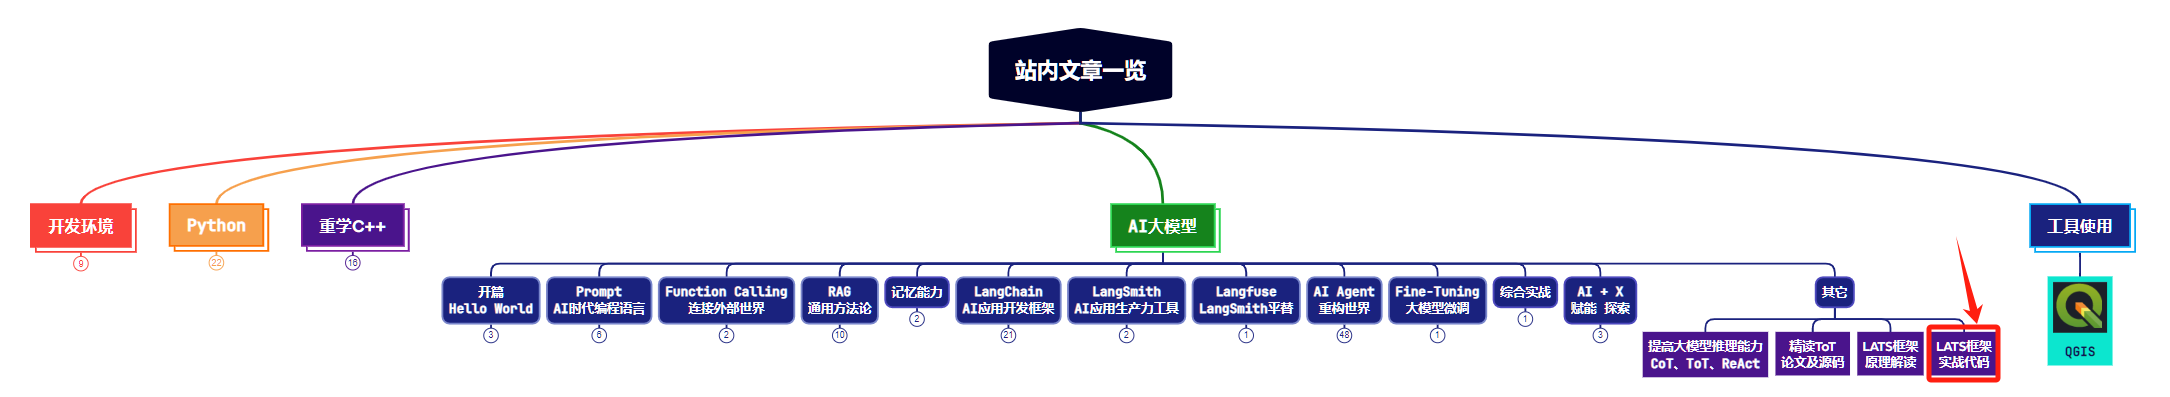 站内文章一览
开发环境
9
Python
22
重学C++
16
AI大模型
工具使用
开篇
Hello World
3
Prompt
AI时代编程语言
6
Function Calling
连接外部世界
2
RAG
通用方法论
10
记忆能力
2
LangChain
AI应用开发框架
21
LangSmith
AI应用生产力工具
2
Langfuse
LangSmith平替
1
AI Agent
重构世界
48
Fine-Tuning
大模型微调
1
综合实战
1
AI + X
赋能 探索
3
其它
提高大模型推理能力
CoT、ToT、ReAct
精读ToT
论文及源码
LATS框架
原理解读
LATS框架
实战代码
QGIS